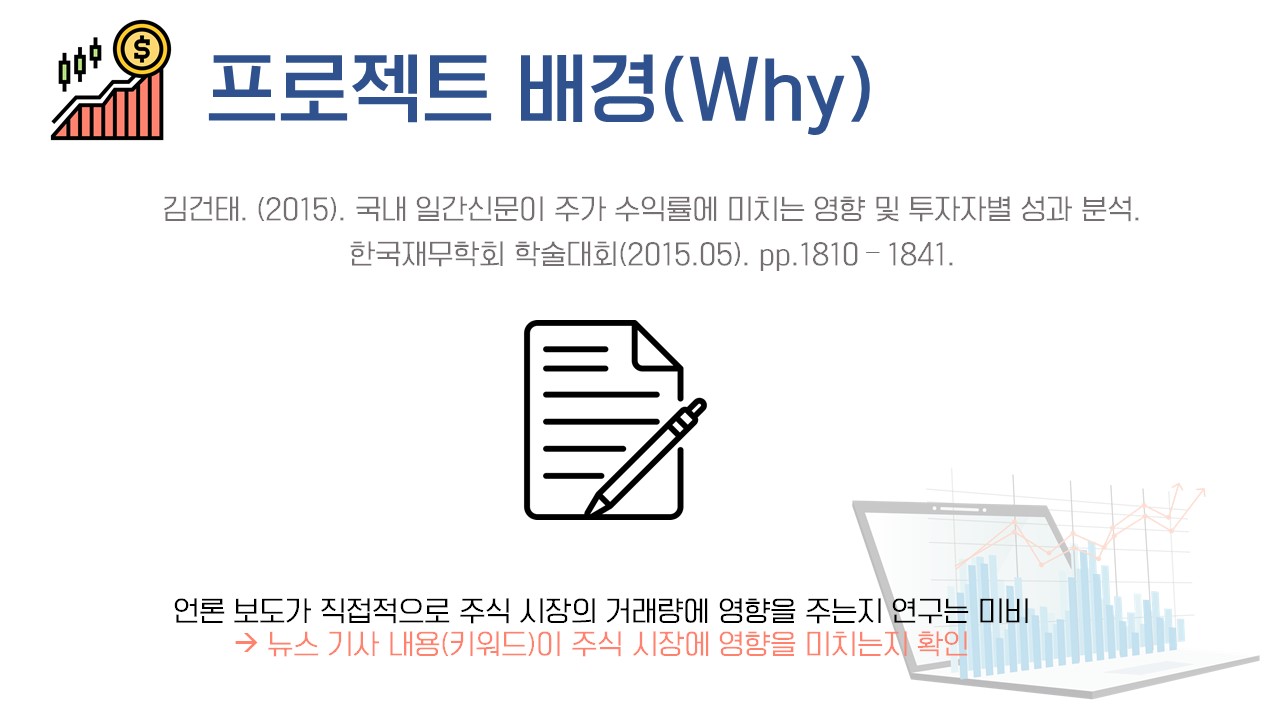 프로젝트 배경(Why)
김건태. (2015). 국내 일간신문이 주가 수익률에 미치는 영향 및 투자자별 성과 분석.
한국재무학회 학술대회(2015.05). pp.1810 – 1841.
언론 보도가 직접적으로 주식 시장의 거래량에 영향을 주는지 연구는 미비
→ 뉴스 기사 내용(키워드)이 주식 시장에 영향을 미치는지 확인